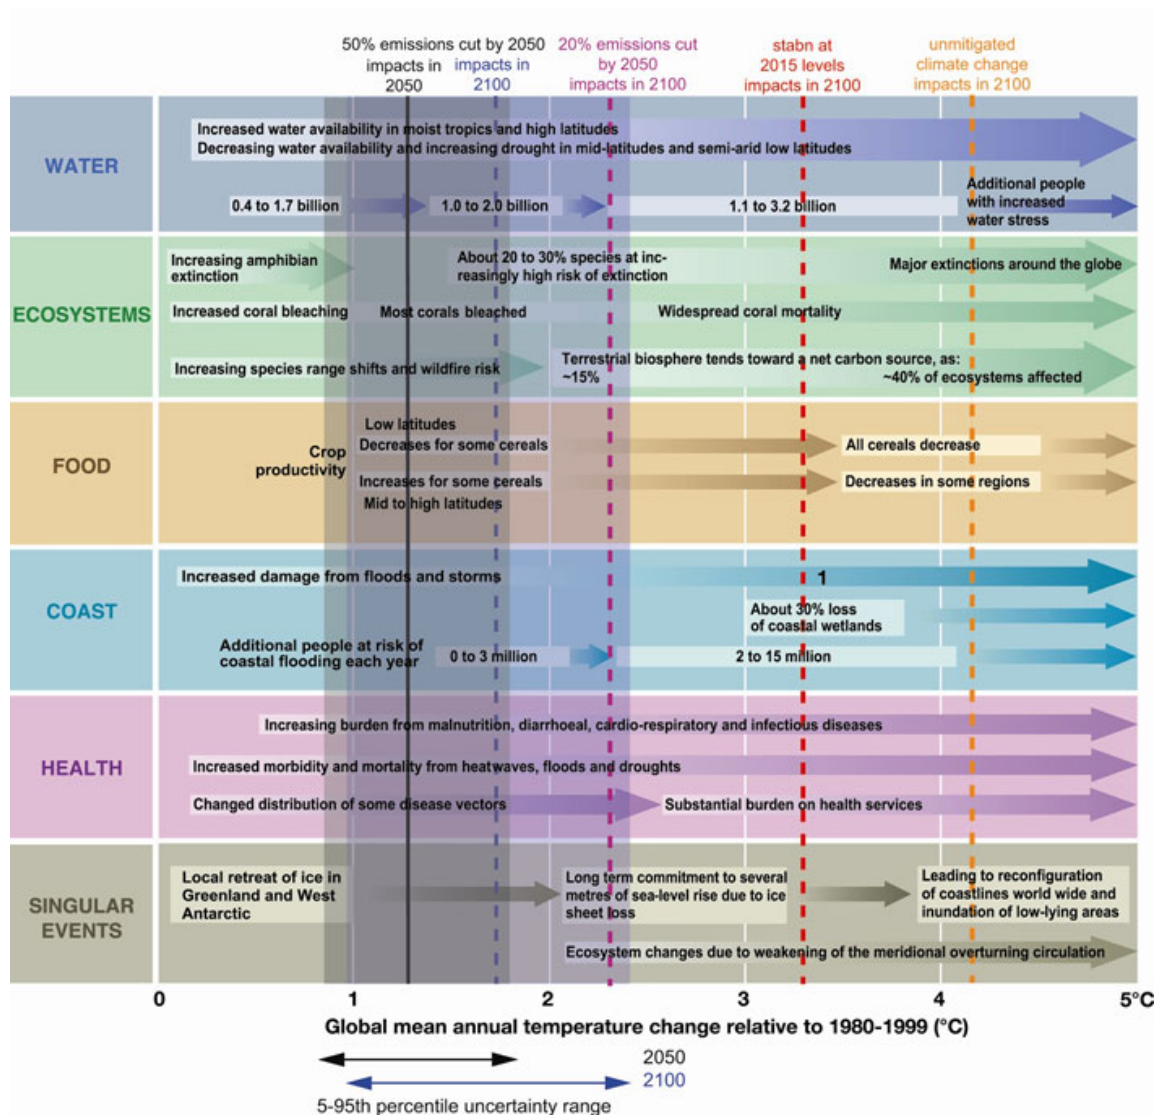 50% emissions cut by 2050
impacts in
2050
impacts in
2100
20% emissions cut
by 2050
impacts in 2100
stabn at
2015 levels
impacts in 2100
unmitigated
climate change
impacts in 2100
WATER
Increased water availability in moist tropics and high latitudes
Decreasing water availability and increasing drought in mid-latitudes and semi-arid low latitudes
0.4 to 1.7 billion
1.0 to 2.0 billion
1.1 to 3.2 billion
Additional people
with increased
water stress
ECOSYSTEMS
Increasing amphibian
extinction
About 20 to 30% species at inc-
reasingly high risk of extinction
Major extinctions around the globe
Increased coral bleaching
Most corals bleached
Widespread coral mortality
Increasing species range shifts and wildfire risk
Terrestrial biosphere tends toward a net carbon source, as:
~15%
~40% of ecosystems affected
FOOD
Crop
productivity
Low latitudes
Decreases for some cereals
All cereals decrease
Increases for some cereals
Decreases in some regions
Mid to high latitudes
COAST
Increased damage from floods and storms
1
About 30% loss
of coastal wetlands
Additional people at risk of
coastal flooding each year
0 to 3 million
2 to 15 million
HEALTH
Increasing burden from malnutrition, diarrhoeal, cardio-respiratory and infectious diseases
Increased morbidity and mortality from heatwaves, floods and droughts
Changed distribution of some disease vectors
Substantial burden on health services
SINGULAR
EVENTS
Local retreat of ice in
Greenland and West
Antarctic
Long term commitment to several
metres of sea-level rise due to ice
sheet loss
Leading to reconfiguration
of coastlines world wide and
inundation of low-lying areas
Ecosystem changes due to weakening of the meridional overturning circulation
0 1 2 3 4 5°C
Global mean annual temperature change relative to 1980-1999 (°C)
2050
2100
5-95th percentile uncertainty range